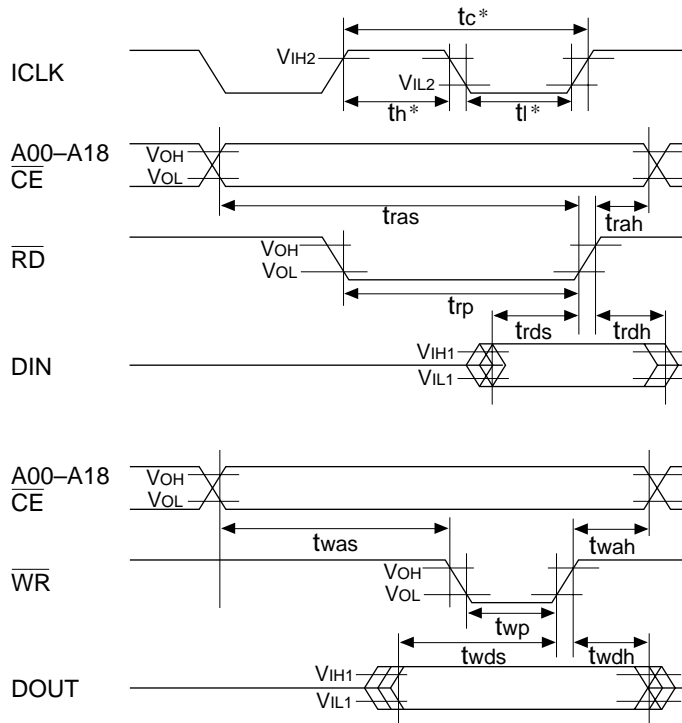 tc*
ICLK
VIH2
VIL2
th*
tl*
A00–A18
CE
VOH
VOL
tras
trah
RD
VOH
VOL
trp
trds
trdh
DIN
VIH1
VIL1
A00–A18
CE
VOH
VOL
twas
twah
WR
VOH
VOL
twp
twds
twdh
DOUT
VIH1
VIL1